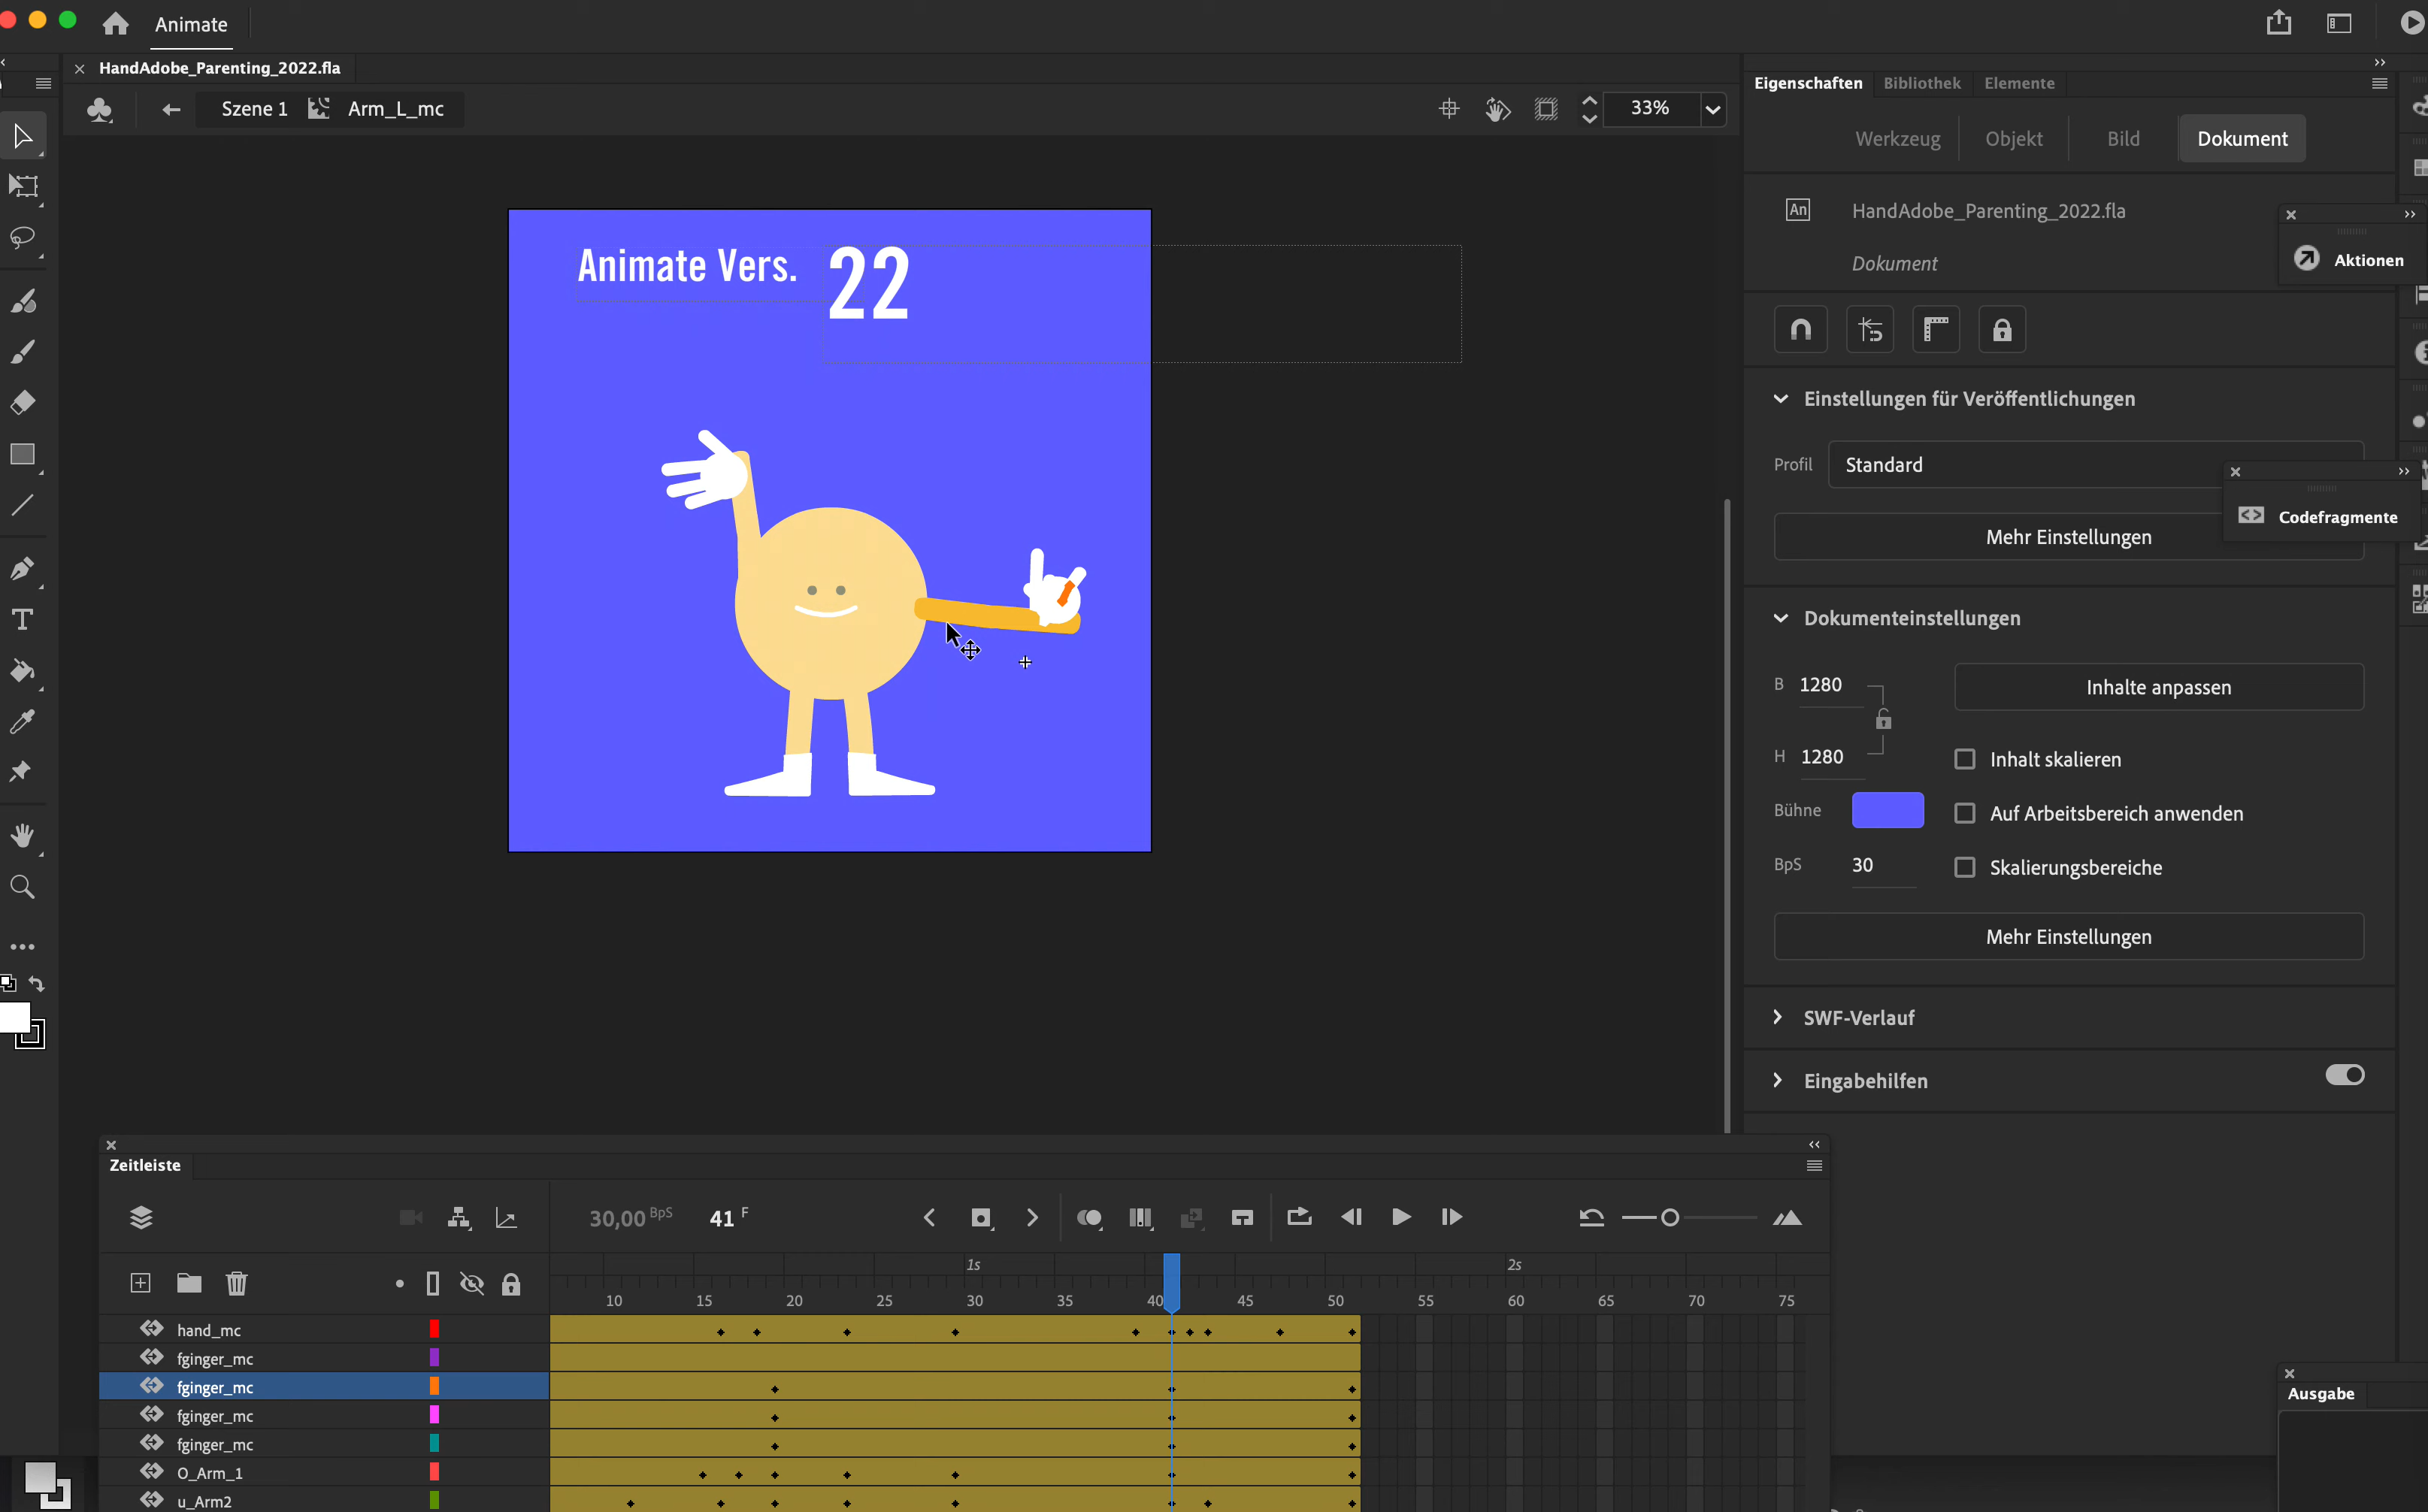 Animate
HandAdobe_Parenting_2022.fla
Szene 1 Arm_L_mc
33%
Animate Vers. 22
Eigenschaften Bibliothek Elemente
Werkzeug Objekt Bild Dokument
An HandAdobe_Parenting_2022.fla
Dokument
Aktionen
Einstellungen für Veröffentlichungen
Profil Standard
Mehr Einstellungen
Codefragmente
Dokumenteinstellungen
B 1280 Inhalte anpassen
H 1280 Inhalt skalieren
Bühne Auf Arbeitsbereich anwenden
BpS 30 Skalierungsbereiche
Mehr Einstellungen
SWF-Verlauf
Eingabehilfen
Zeitleiste
30,00 BpS 41 F
1s 2s
10 15 20 25 30 35 40 45 50 55 60 65 70 75
hand_mc
fginger_mc
fginger_mc
fginger_mc
fginger_mc
O_Arm_1
u_Arm2
Ausgabe